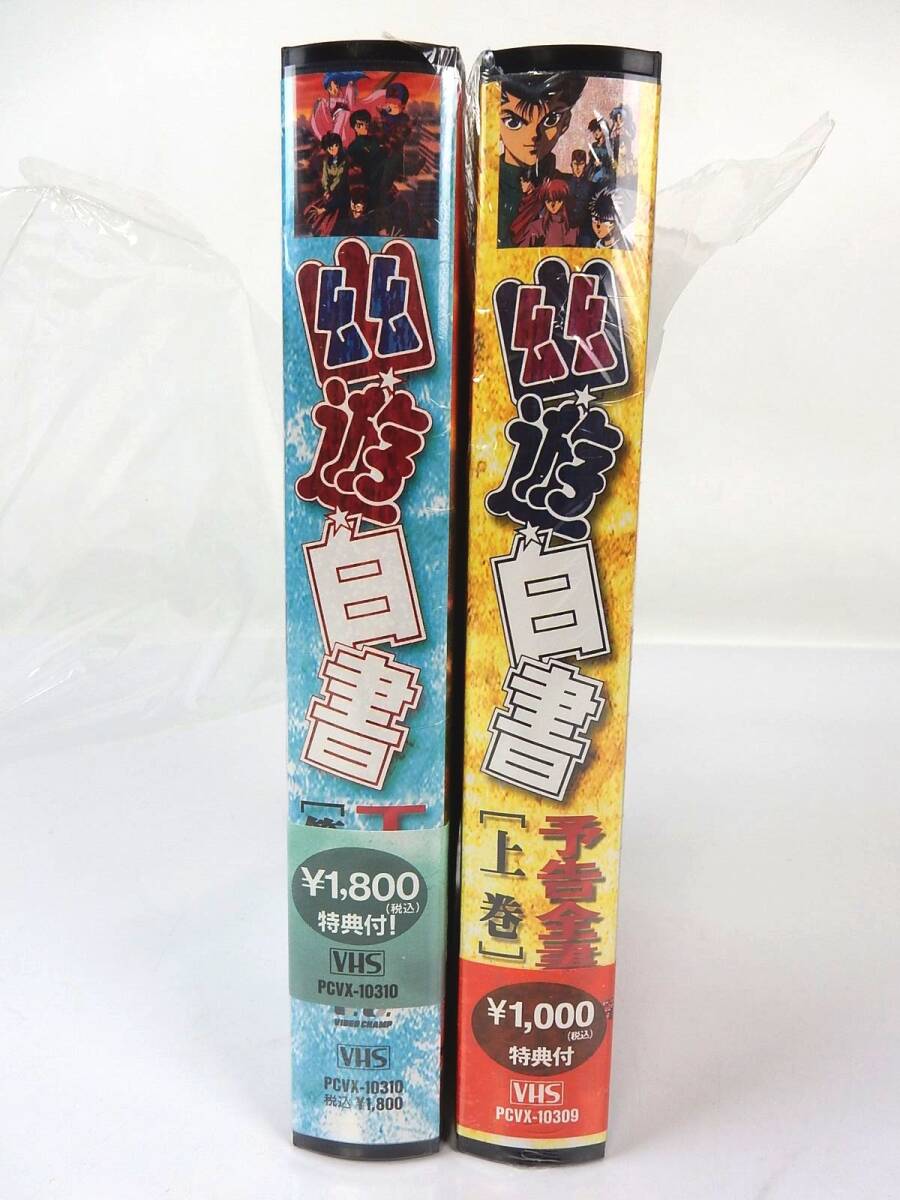 幽遊白書
¥1,800
(税込)
特典付!
VHS
PCVX-10310
VIDEO CHAMP
VHS
PCVX-10310
税込 ¥1,800
幽遊白書
予告全
[上巻]
¥1,000
(税込)
特典付
VHS
PCVX-10309